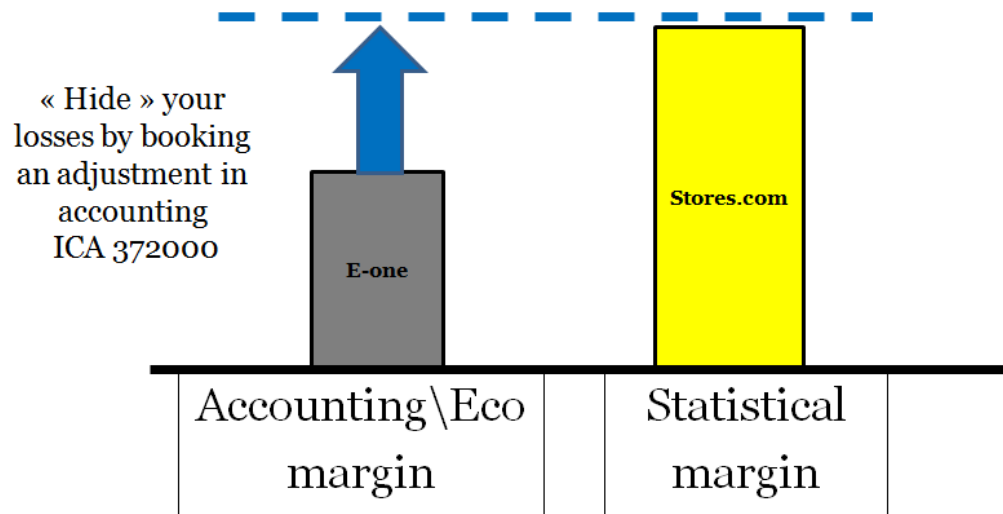 « Hide » your
losses by booking
an adjustment in
accounting
ICA 372000
E-one
Stores.com
Accounting\Eco
margin
Statistical
margin